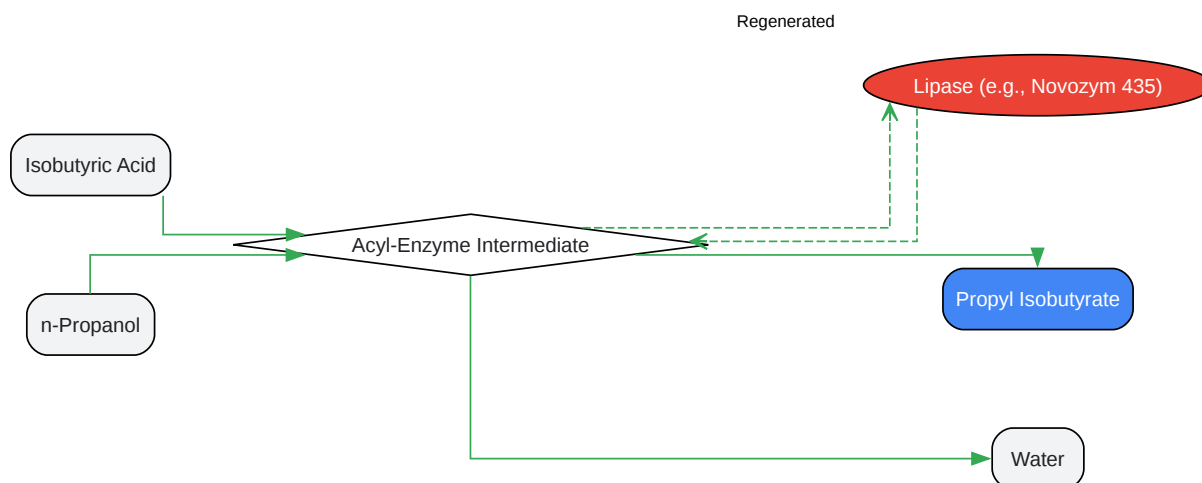 Regenerated
Lipase (e.g., Novozym 435)
Isobutyric Acid
Acyl-Enzyme Intermediate
Propyl Isobutyrate
n-Propanol
Water